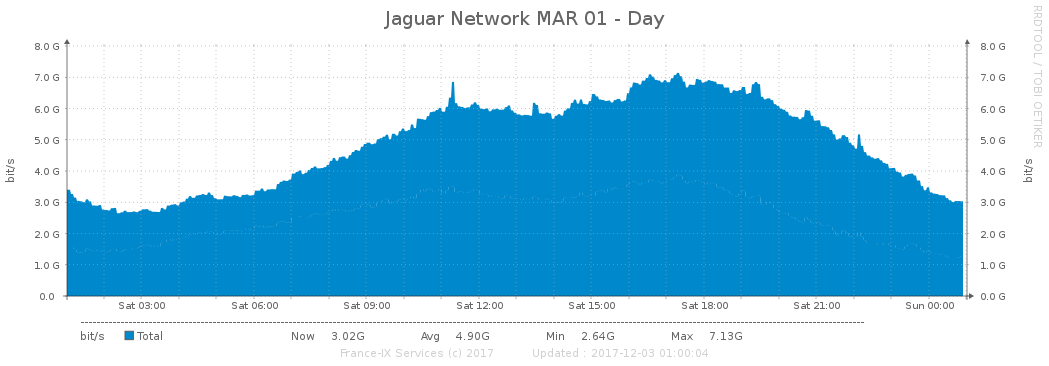 Jaguar Network MAR 01 - Day
RRDTOOL / TOBI OETIKER
bit/s
8.0 G 8.0 G
7.0 G 7.0 G
6.0 G 6.0 G
5.0 G 5.0 G
4.0 G 4.0 G
3.0 G 3.0 G
2.0 G 2.0 G
1.0 G 1.0 G
0.0 0.0 G
bit/s
Sat 03:00 Sat 06:00 Sat 09:00 Sat 12:00 Sat 15:00 Sat 18:00 Sat 21:00 Sun 00:00
bit/s Total Now 3.02G Avg 4.90G Min 2.64G Max 7.13G
France-IX Services (c) 2017 Updated : 2017-12-03 01:00:04